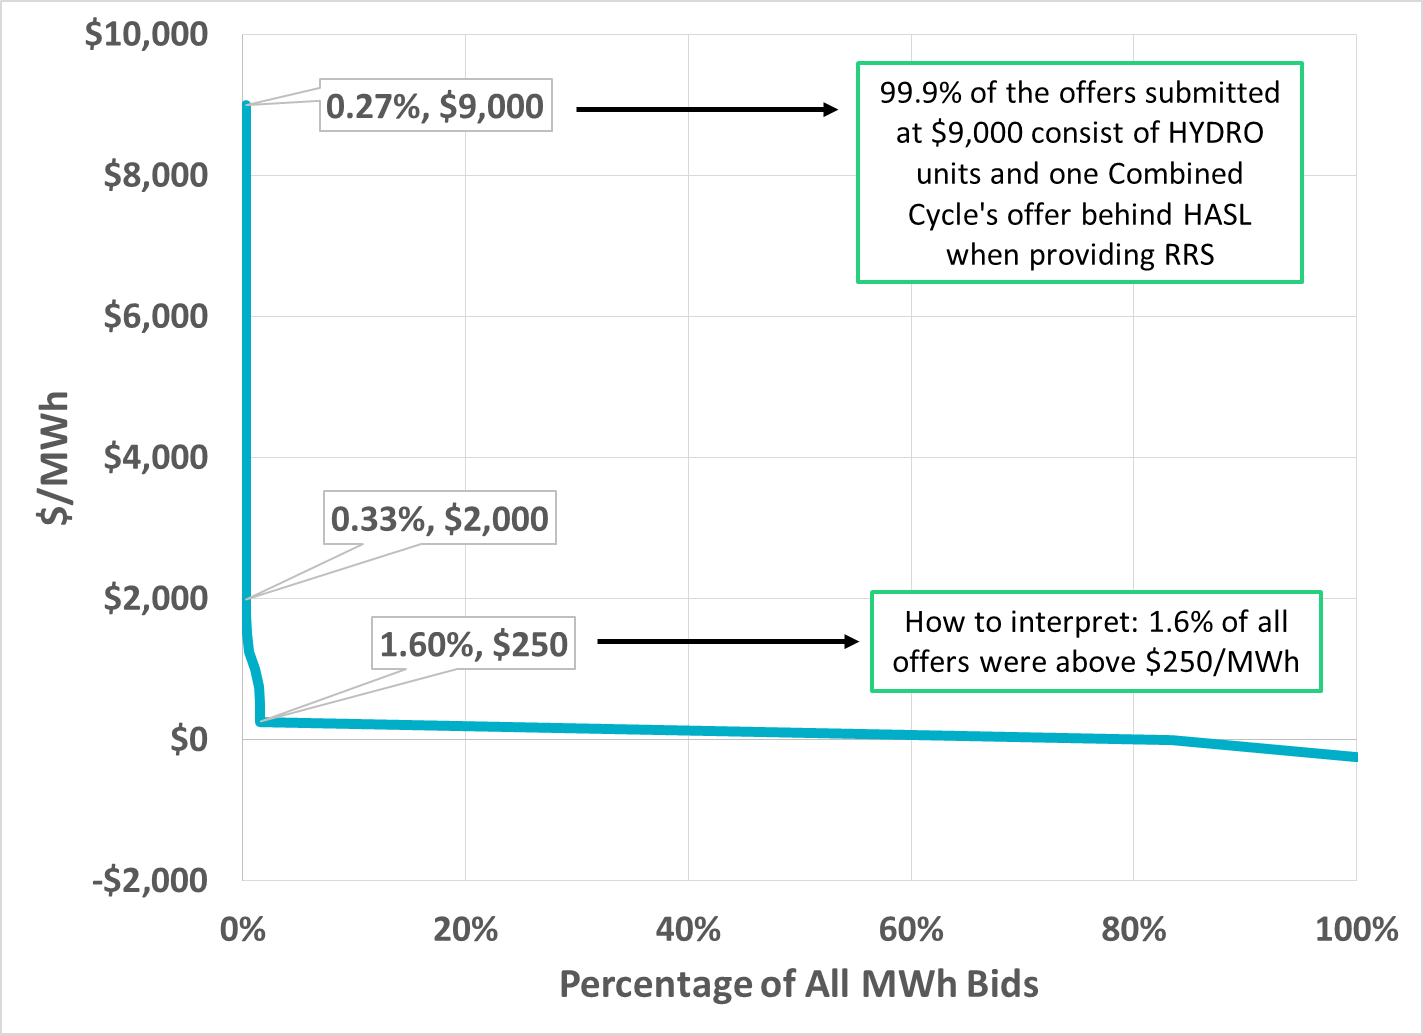 $10,000
$8,000
$6,000
$4,000
$2,000
$0
-$2,000
$/MWh
0.27%, $9,000
99.9% of the offers submitted
at $9,000 consist of HYDRO
units and one Combined
Cycle's offer behind HASL
when providing RRS
0.33%, $2,000
1.60%, $250
How to interpret: 1.6% of all
offers were above $250/MWh
0%
20%
40%
60%
80%
100%
Percentage of All MWh Bids